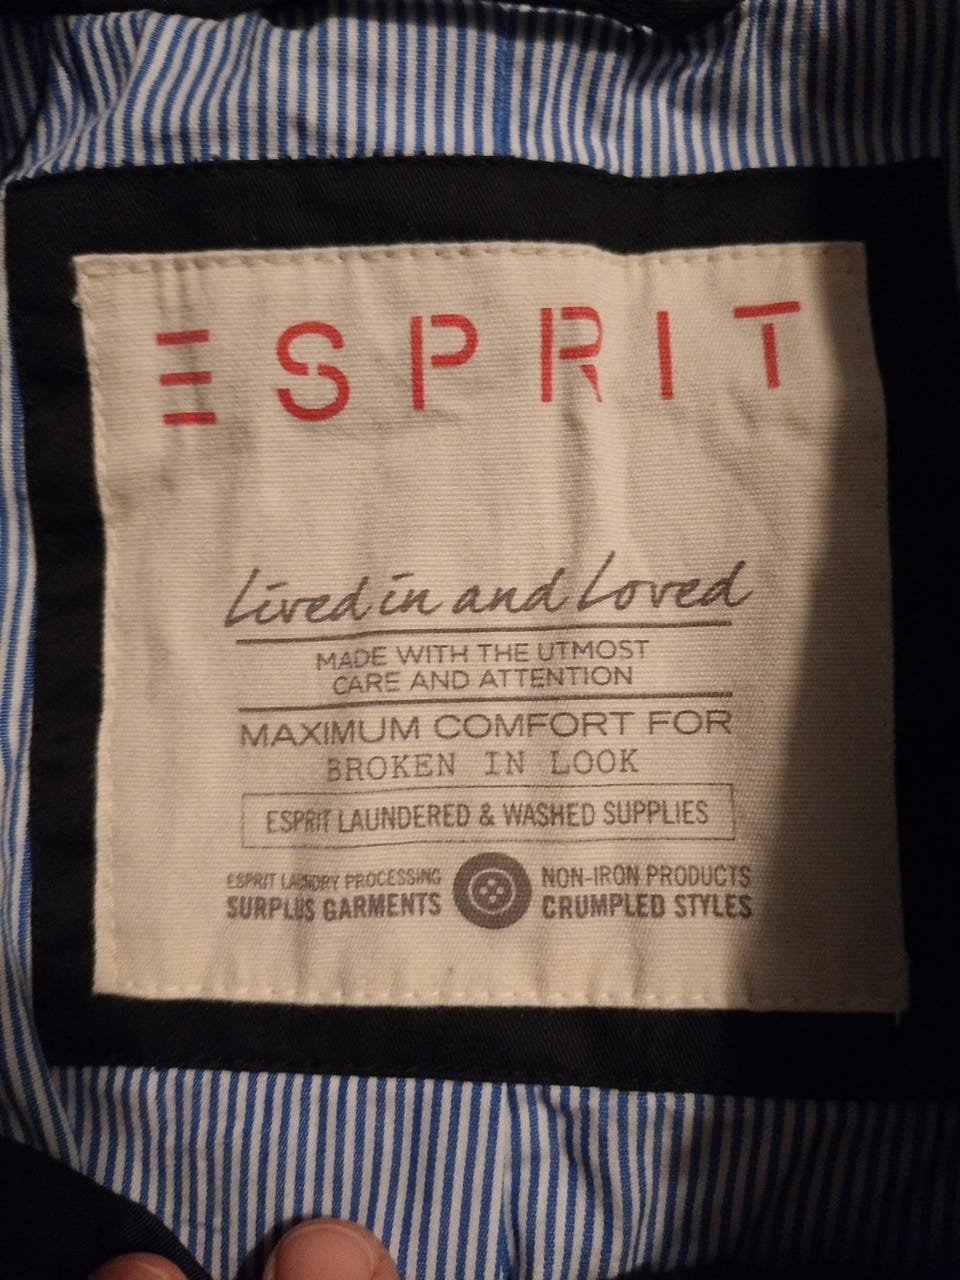 ESPRIT
Lived in and Loved
MADE WITH THE UTMOST
CARE AND ATTENTION
MAXIMUM COMFORT FOR
BROKEN IN LOOK
ESPRIT LAUNDERED & WASHED SUPPLIES
ESPRIT LAUNDRY PROCESSING
SURPLUS GARMENTS
NON-IRON PRODUCTS
CRUMPLED STYLES